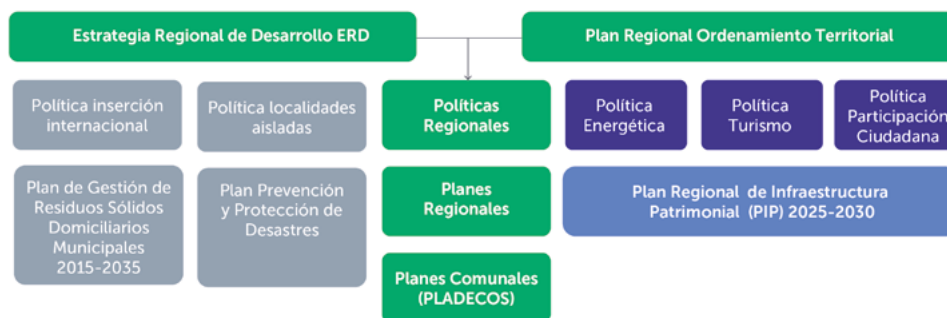 Estrategia Regional de Desarrollo ERD
Plan Regional Ordenamiento Territorial
Política inserción
internacional
Política localidades
aisladas
Políticas
Regionales
Política
Energética
Política
Turismo
Política
Participación
Ciudadana
Plan de Gestión de
Residuos Sólidos
Domiciliarios
Municipales
2015-2035
Plan Prevención
y Protección de
Desastres
Planes
Regionales
Plan Regional de Infraestructura
Patrimonial (PIP) 2025-2030
Planes Comunales
(PLADECOS)